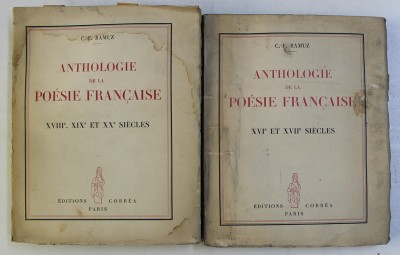 C.-F. RAMUZ
ANTHOLOGIE
DE LA
POÉSIE FRANÇAISE
XVIIIe, XIXe ET XXe SIÈCLES
ÉDITIONS CORRÊA
PARIS
C.-F. RAMUZ
ANTHOLOGIE
DE LA
POÉSIE FRANÇAISE
XVIe ET XVIIe SIÈCLES
ÉDITIONS CORRÊA
PARIS